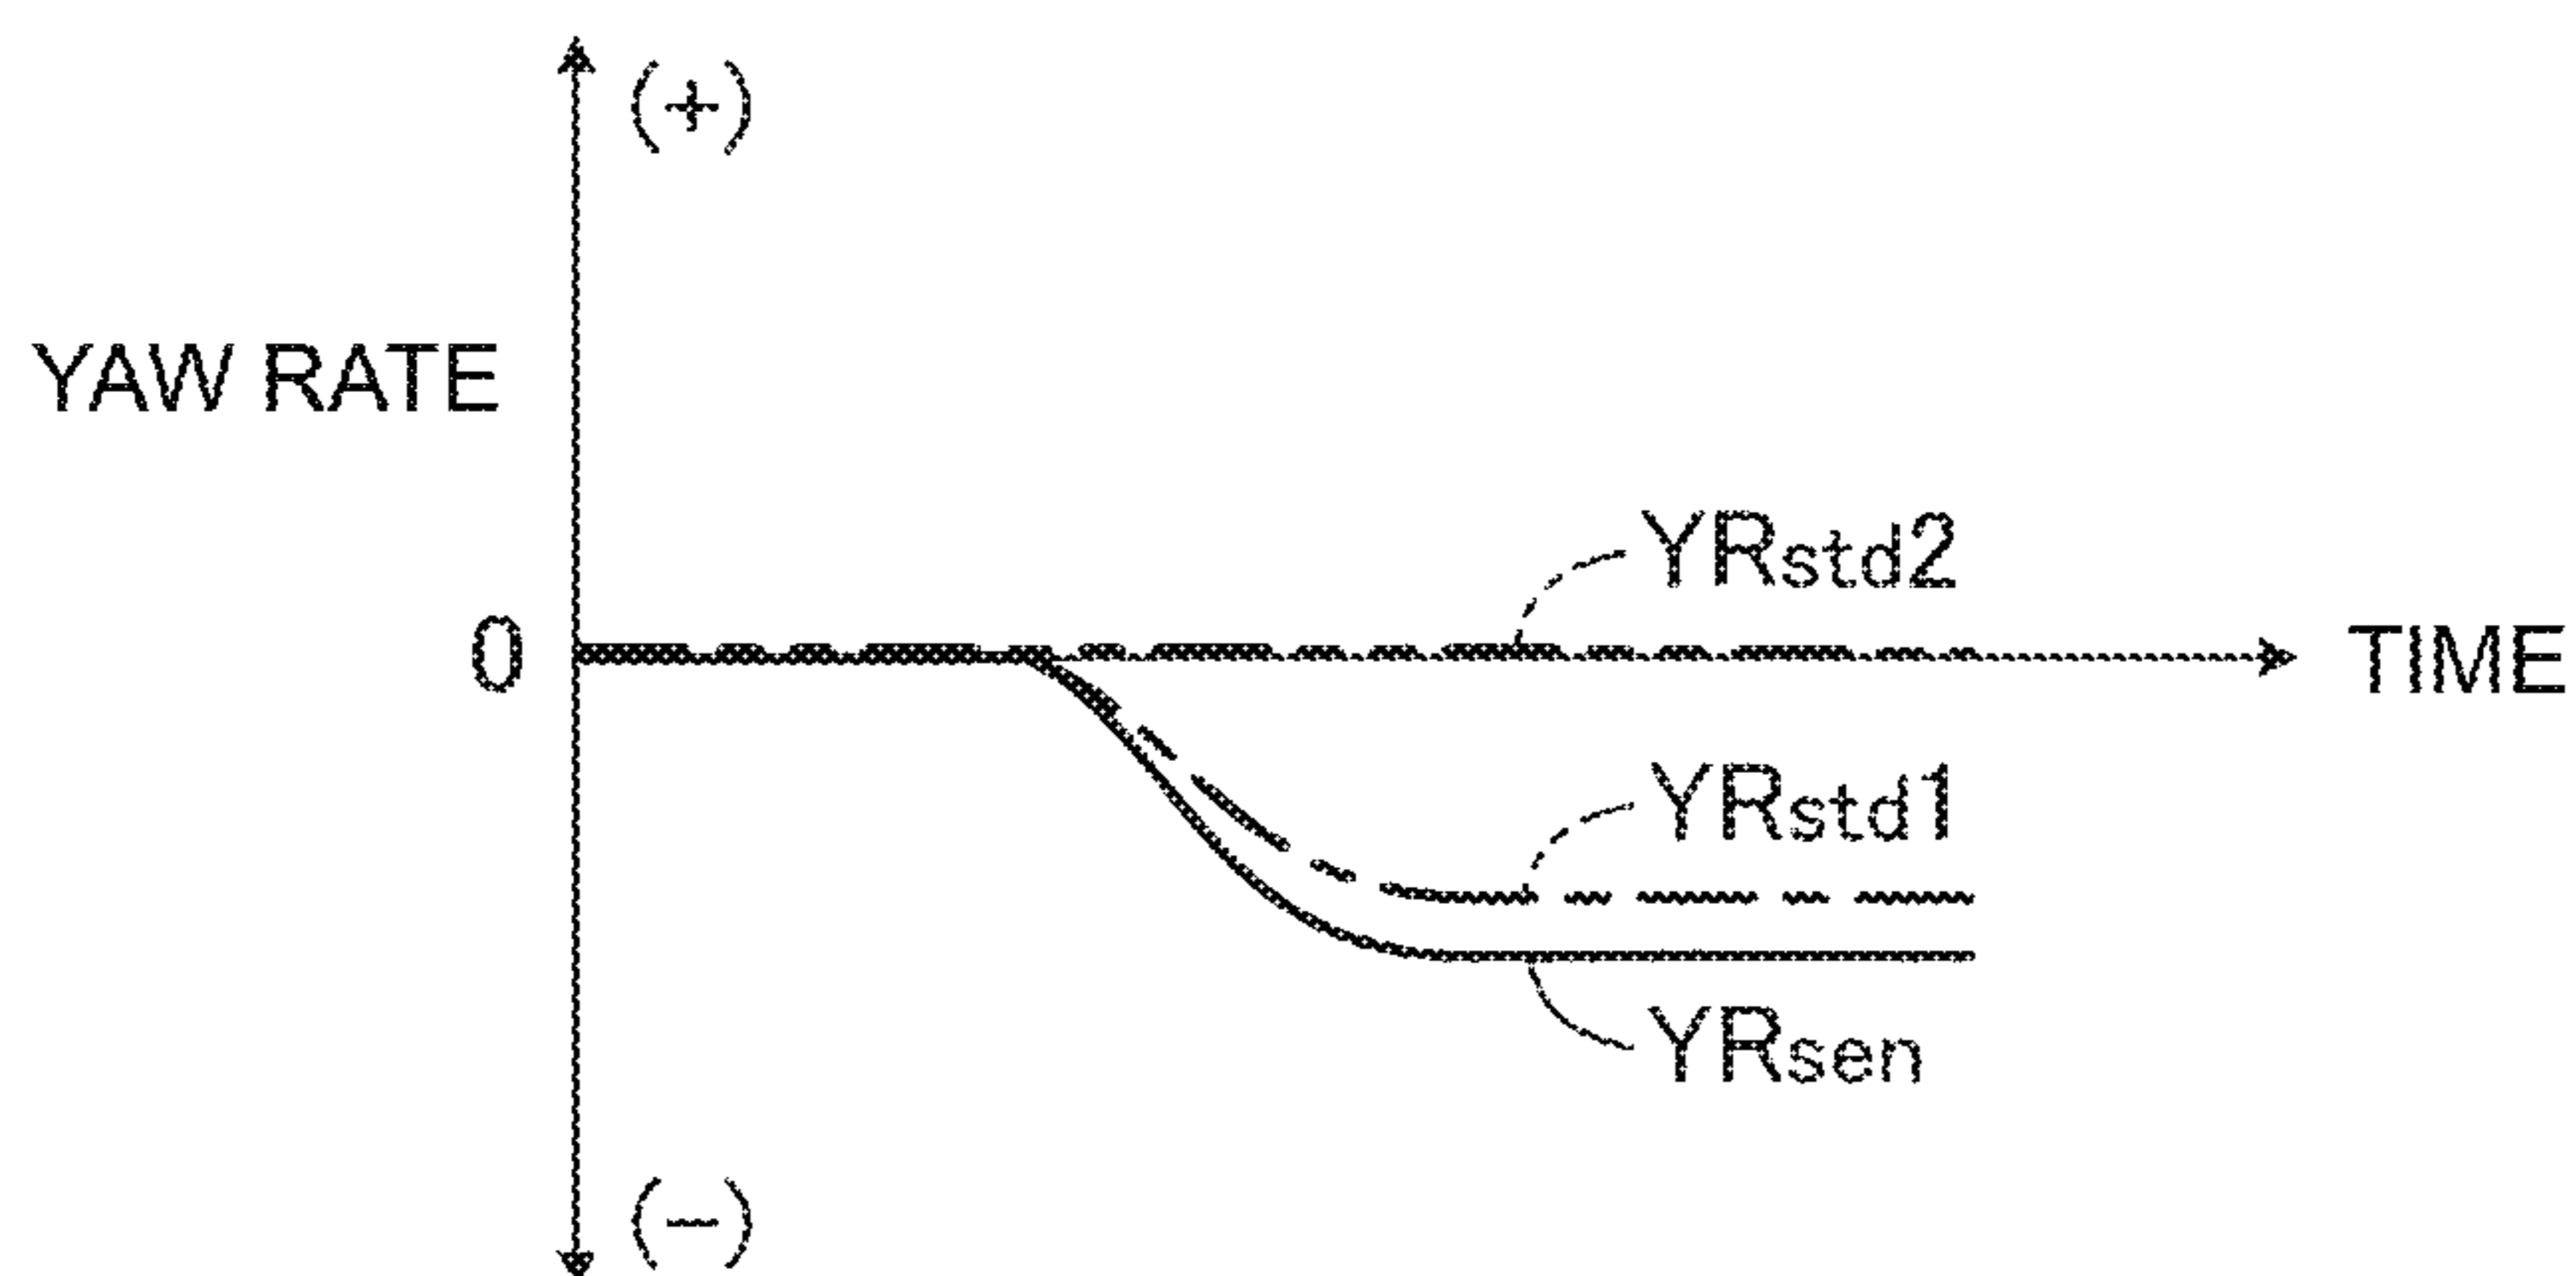 (+)
YAW RATE
YRstd2
0
TIME
YRstd1
YRsen
(−)